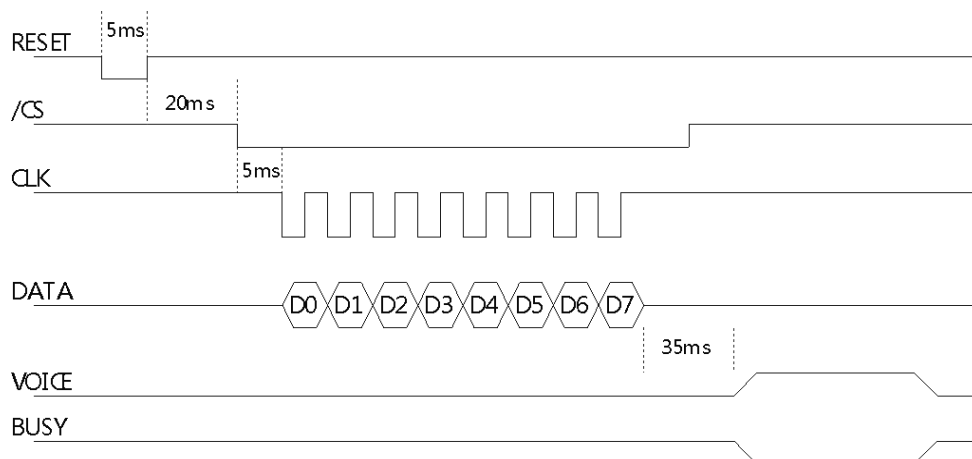 5ms
RESET
20ms
/CS
5ms
CLK
DATA
D0 D1 D2 D3 D4 D5 D6 D7
35ms
VOICE
BUSY